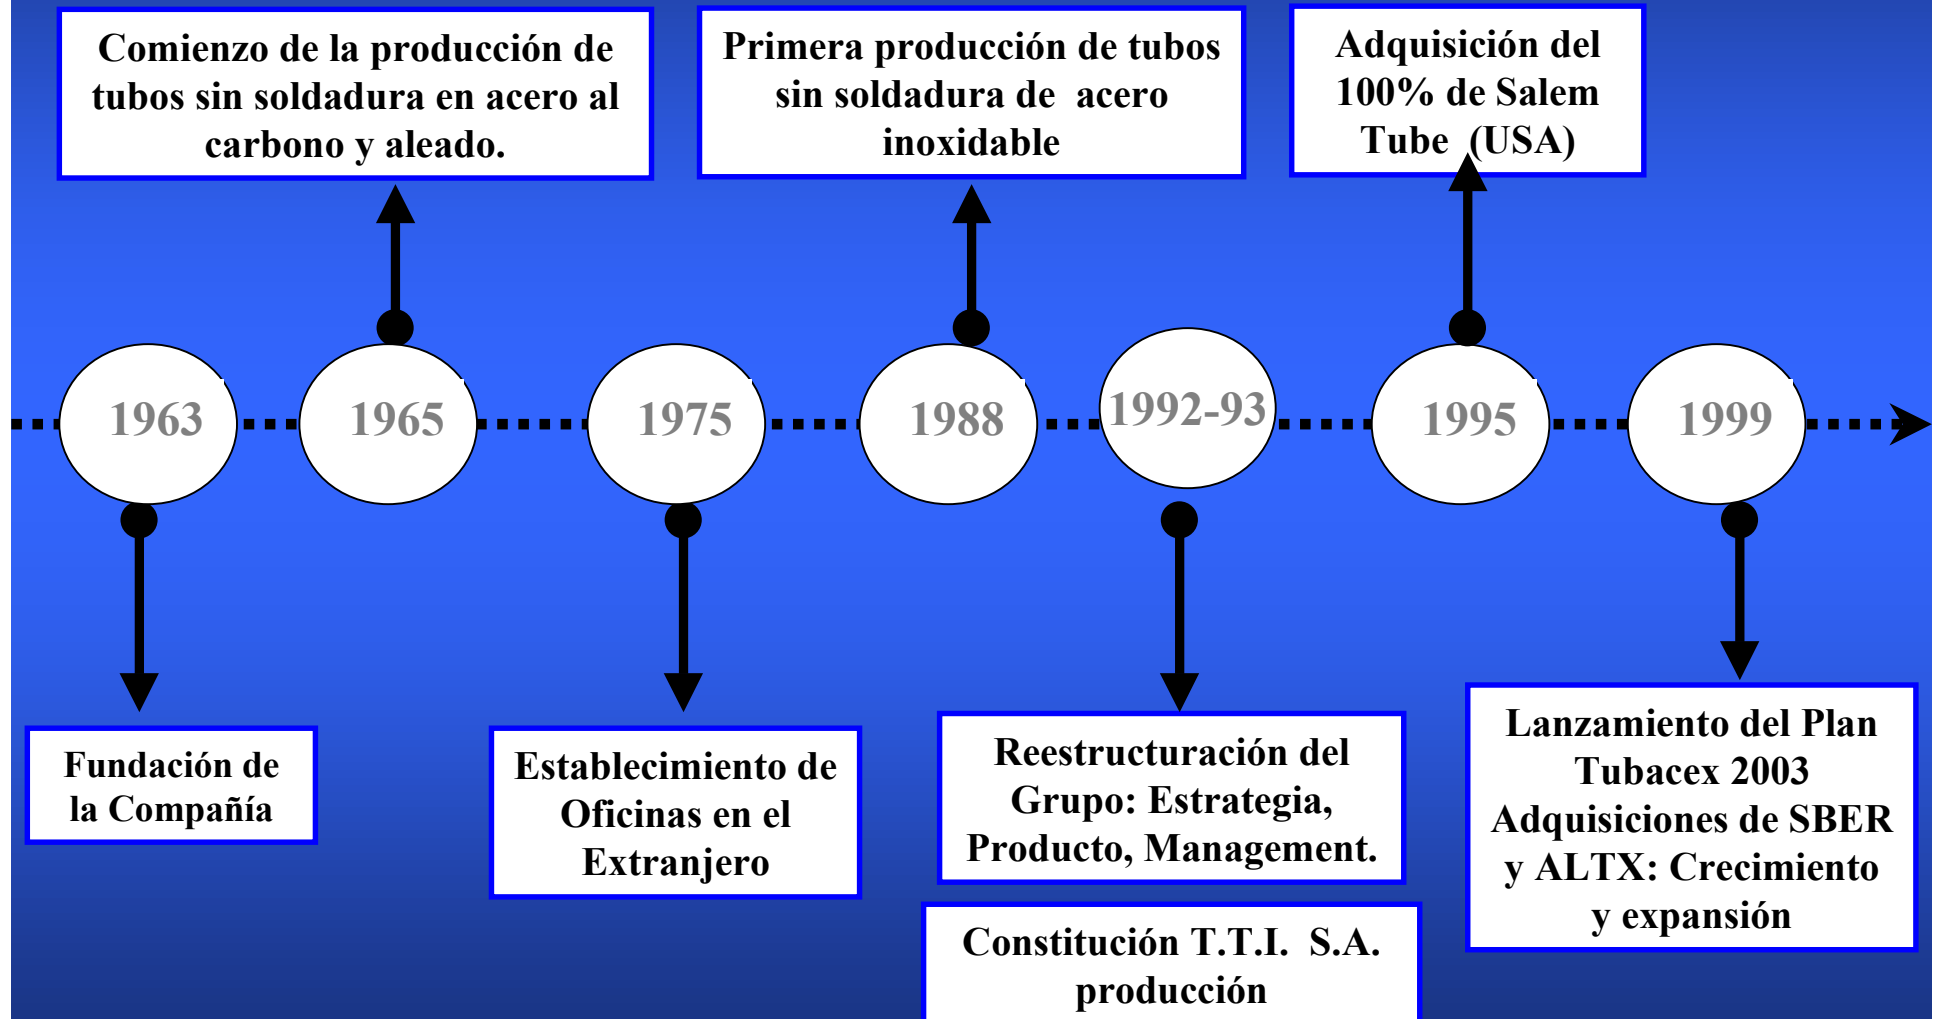 Comienzo de la producción de
tubos sin soldadura en acero al
carbono y aleado.
Primera producción de tubos
sin soldadura de acero
inoxidable
Adquisición del
100% de Salem
Tube (USA)
1963
1965
1975
1988
1992-93
1995
1999
Fundación de
la Compañía
Establecimiento de
Oficinas en el
Extranjero
Reestructuración del
Grupo: Estrategia,
Producto, Management.
Constitución T.T.I. S.A.
producción
Lanzamiento del Plan
Tubacex 2003
Adquisiciones de SBER
y ALTX: Crecimiento
y expansión